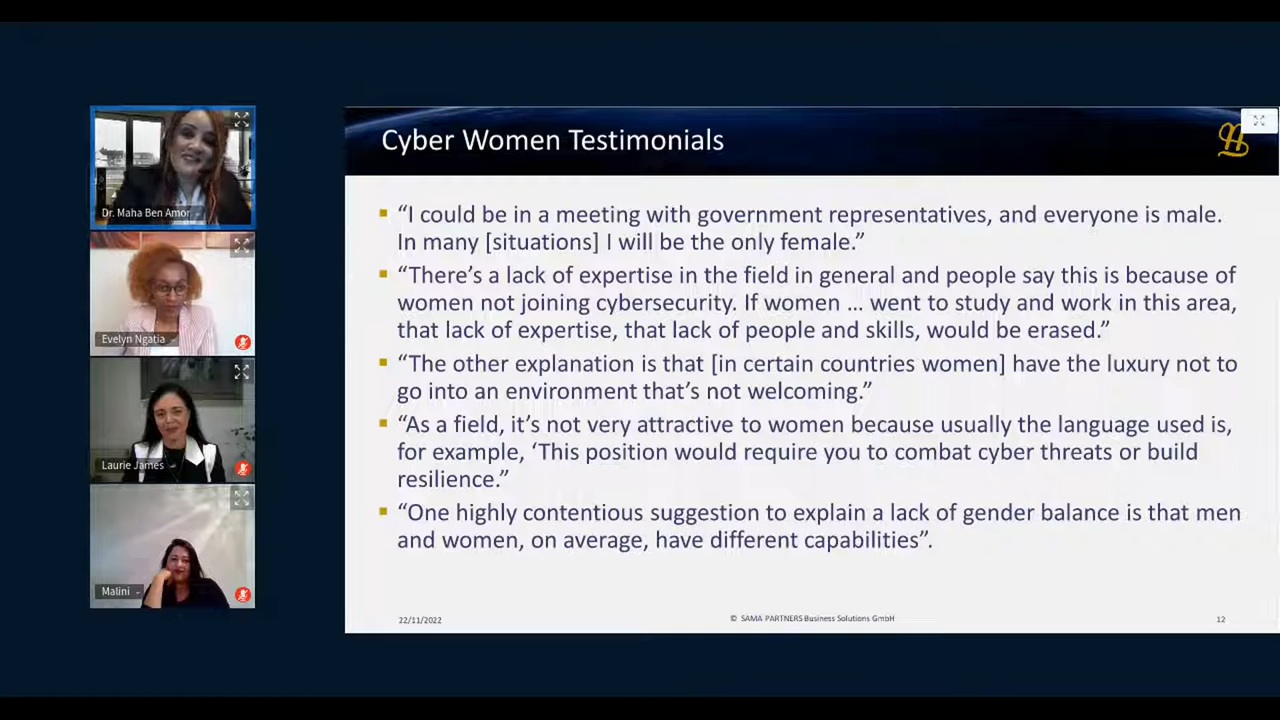 Dr. Maha Ben Amor
Evelyn Ngatia
Laurie James
Malini
Cyber Women Testimonials
“I could be in a meeting with government representatives, and everyone is male.
In many [situations] I will be the only female.”
“There’s a lack of expertise in the field in general and people say this is because of
women not joining cybersecurity. If women … went to study and work in this area,
that lack of expertise, that lack of people and skills, would be erased.”
“The other explanation is that [in certain countries women] have the luxury not to
go into an environment that’s not welcoming.”
“As a field, it’s not very attractive to women because usually the language used is,
for example, ‘This position would require you to combat cyber threats or build
resilience.”
“One highly contentious suggestion to explain a lack of gender balance is that men
and women, on average, have different capabilities”.
22/11/2022
© SAMA PARTNERS Business Solutions GmbH
12